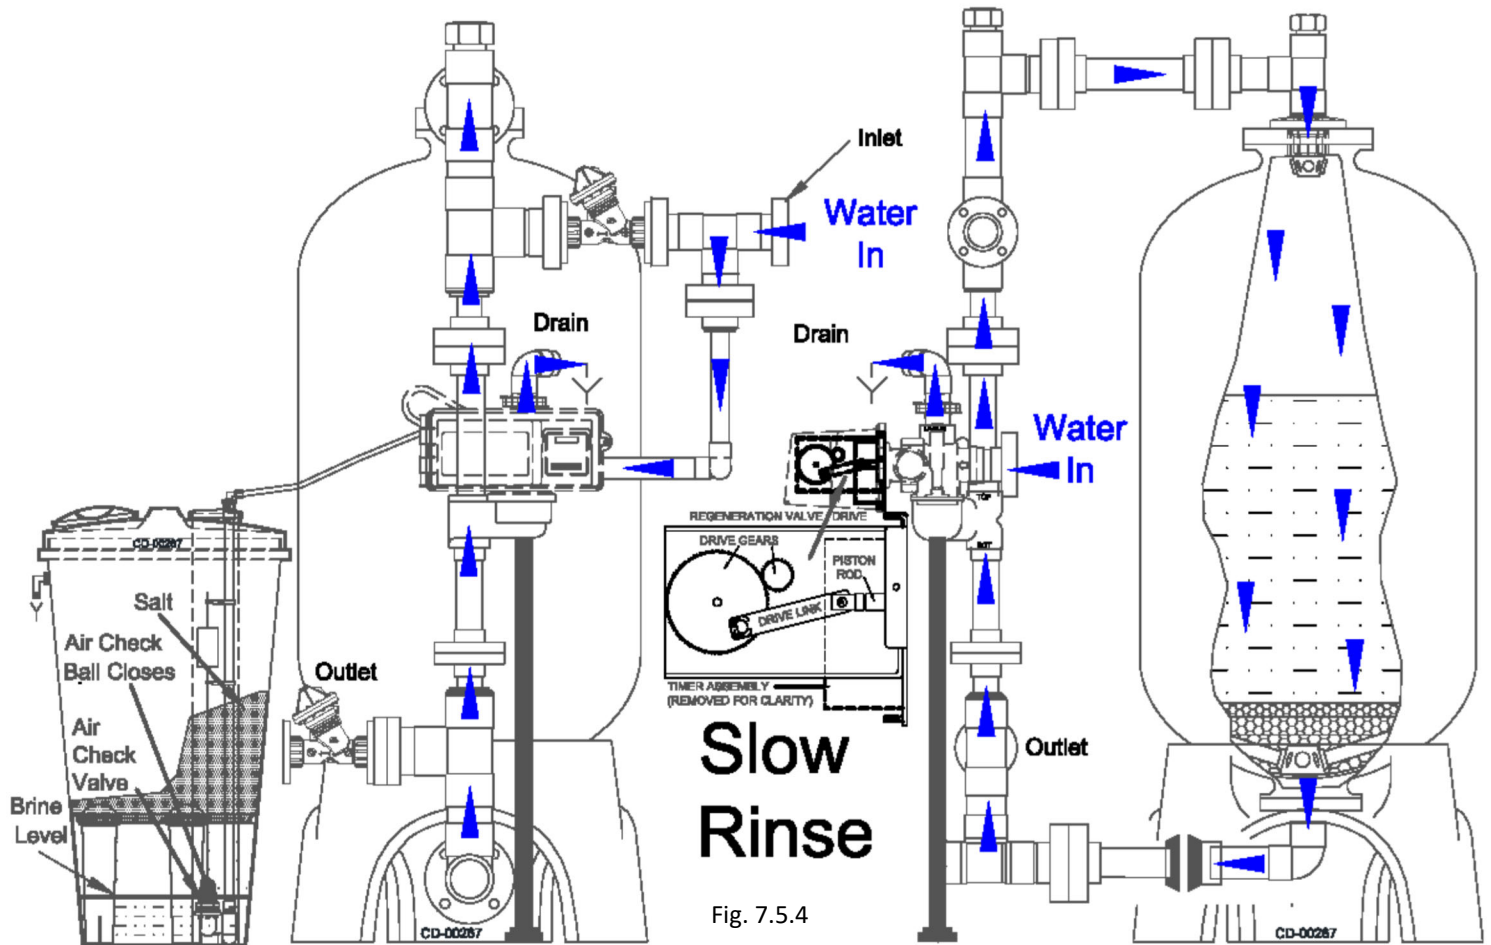 Inlet
Water
In
Drain
Drain
Water
In
CD-00267
Salt
Air Check
Ball Closes
Air
Check
Valve
Brine
Level
Outlet
TOP
BOT
REGENERATION VALVE DRIVE
DRIVE GEARS
PISTON
ROD
DRIVE LINK
TIMER ASSEMBLY
(REMOVED FOR CLARITY)
Slow
Rinse
Outlet
Fig. 7.5.4
CD-00267
CD-00267